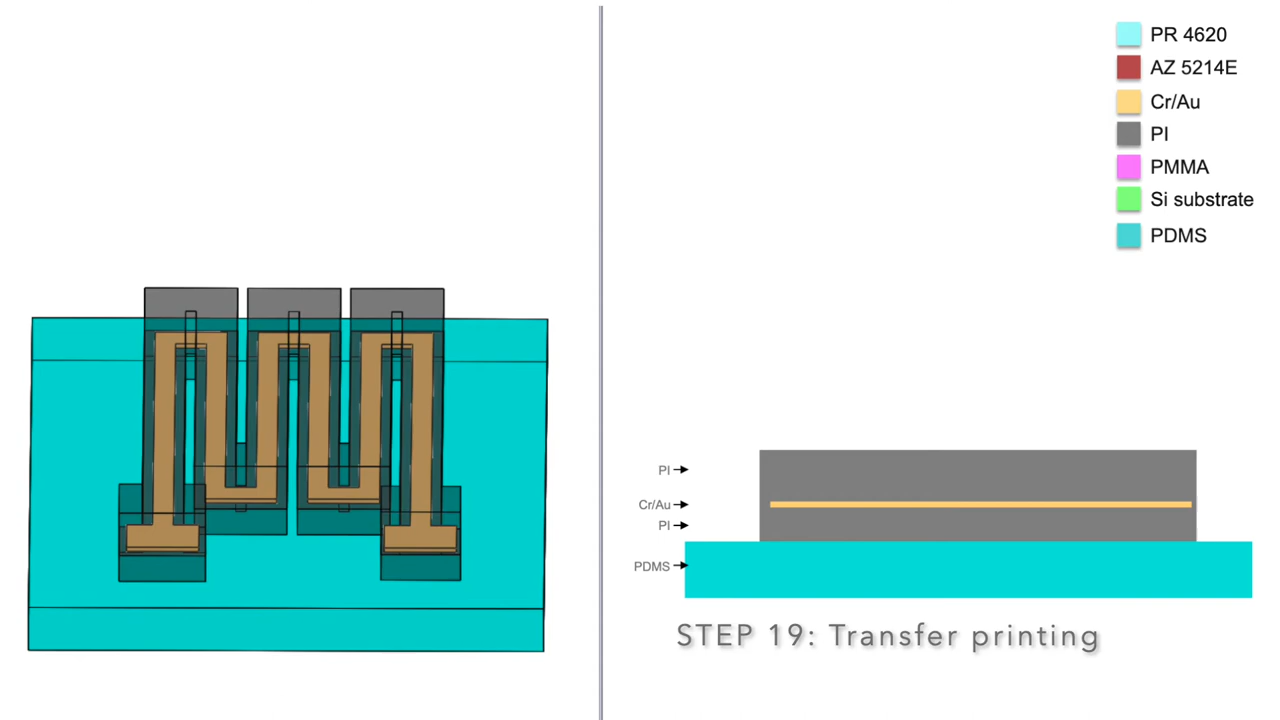 PR 4620
AZ 5214E
Cr/Au
PI
PMMA
Si substrate
PDMS
PI
Cr/Au
PI
PDMS
STEP 19: Transfer printing